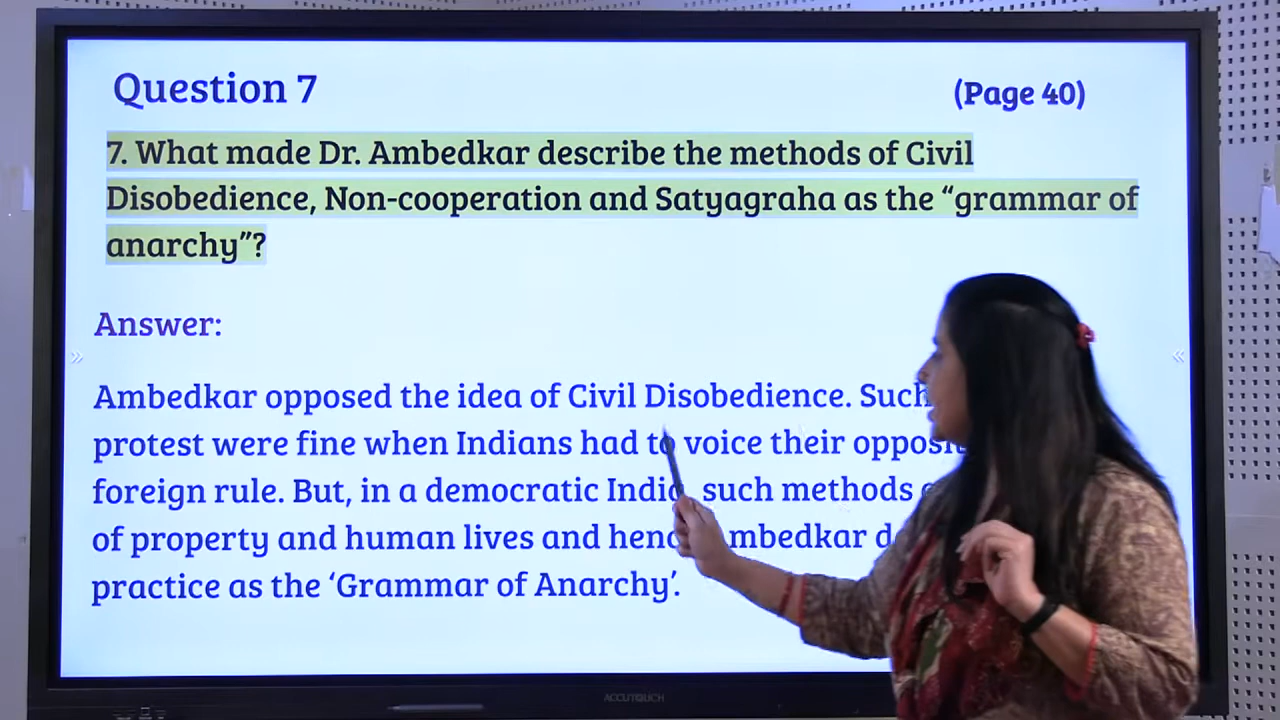 Question 7
(Page 40)
7. What made Dr. Ambedkar describe the methods of Civil
Disobedience, Non-cooperation and Satyagraha as the “grammar of
anarchy”?
Answer:
Ambedkar opposed the idea of Civil Disobedience. Such
protest were fine when Indians had to voice their
foreign rule. But, in a democratic such methods
of property and human lives and
practice as the ‘Grammar of Anarchy’.
ACCUTOUCH